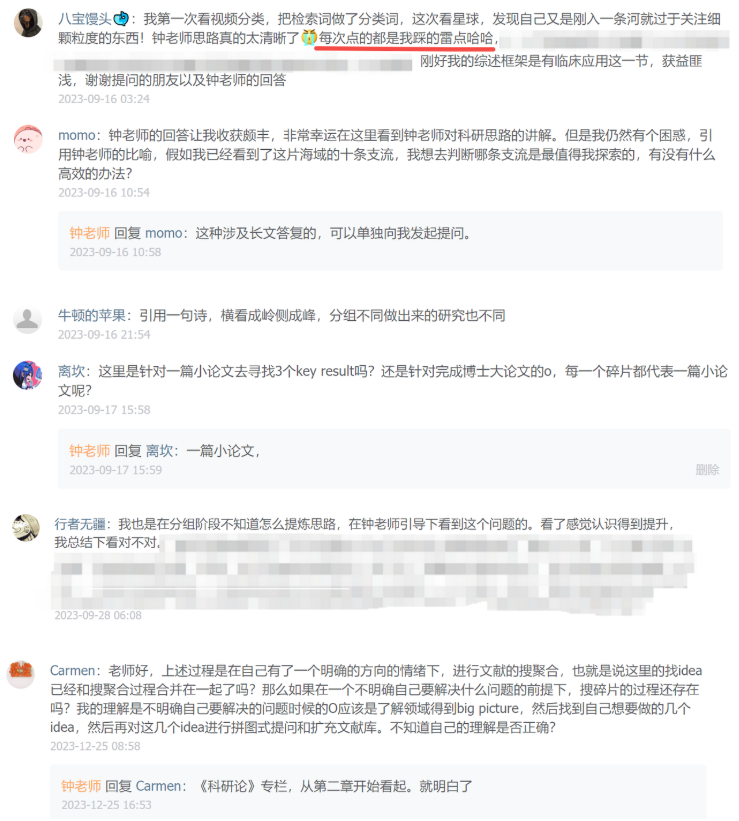 八宝馒头：我第一次看视频分类，把检索词做了分类词，这次看星球，发现自己又是刚入一条河就过于关注细
颗粒度的东西！钟老师思路真的太清晰了😭每次点的都是我踩的雷点哈哈，
刚好我的综述框架是有临床应用这一节，获益匪
浅，谢谢提问的朋友以及钟老师的回答
2023-09-16 03:24
momo：钟老师的回答让我收获颇丰，非常幸运在这里看到钟老师对科研思路的讲解。但是我仍然有个困惑，引
用钟老师的比喻，假如我已经看到了这片海域的十条支流，我想去判断哪条支流是最值得我探索的，有没有什么
高效的办法？
2023-09-16 10:54
钟老师 回复 momo：这种涉及长文答复的，可以单独向我发起提问。
2023-09-16 10:58
牛顿的苹果：引用一句诗，横看成岭侧成峰，分组不同做出来的研究也不同
2023-09-16 21:54
离坎：这里是针对一篇小论文去寻找3个key result吗？还是针对完成博士大论文的o，每一个碎片都代表一篇小论
文呢？
2023-09-17 15:58
钟老师 回复 离坎：一篇小论文，
2023-09-17 15:59
删除
行者无疆：我也是在分组阶段不知道怎么提炼思路，在钟老师引导下看到这个问题的。看了感觉认识得到提升，
我总结下看对不对。
2023-09-28 06:08
Carmen：老师好，上述过程是在自己有了一个明确的方向的情绪下，进行文献的搜聚合，也就是说这里的找idea
已经和搜聚合过程合并在一起了吗？那么如果在一个不明确自己要解决什么问题的前提下，搜碎片的过程还存在
吗？我的理解是不明确自己要解决的问题时候的O应该是了解领域得到big picture，然后找到自己想要做的几个
idea，然后再对这几个idea进行拼图式提问和扩充文献库。不知道自己的理解是否正确？
2023-12-25 08:58
钟老师 回复 Carmen：《科研论》专栏，从第二章开始看起。就明白了
2023-12-25 16:53